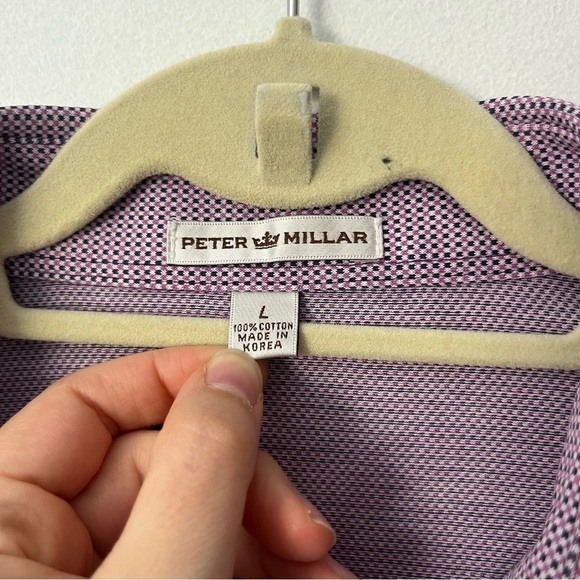 PETER MILLAR
L
100% COTTON
MADE IN
KOREA